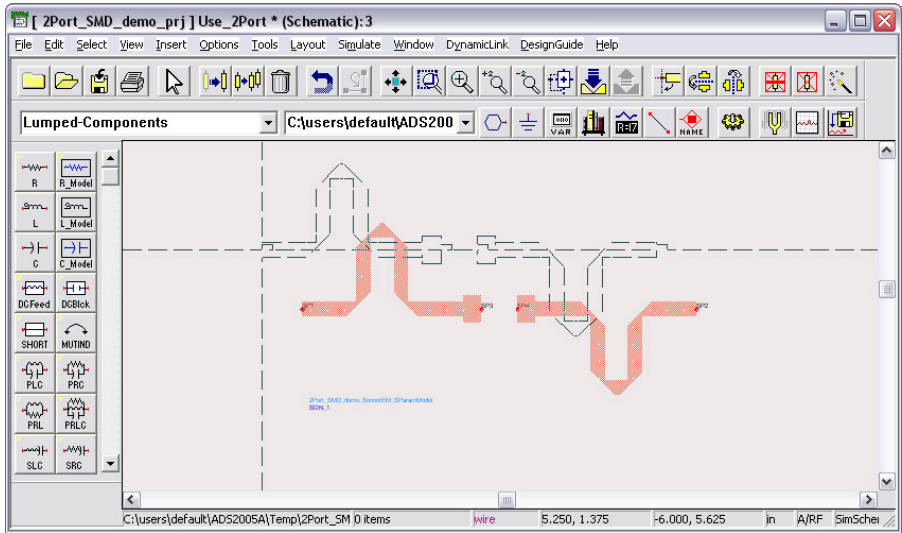 [ 2Port_SMD_demo_prj ] Use_2Port * (Schematic):3
File Edit Select View Insert Options Tools Layout Simulate Window DynamicLink DesignGuide Help
Lumped-Components
C:\users\default\ADS200
VAR
NAME
R
R_Model
L
L_Model
C
C_Model
DCFeed
DCBlck
SHORT
MUTIND
PLC
PRC
PRL
PRLC
SLC
SRC
SP3
SP2
2Port_SMD_demo_SonnetEM_SParamModel
SON_1
C:\users\default\ADS2005A\Temp\2Port_SM 0 items wire 5.250, 1.375 -6.000, 5.625 in A/RF SimSche